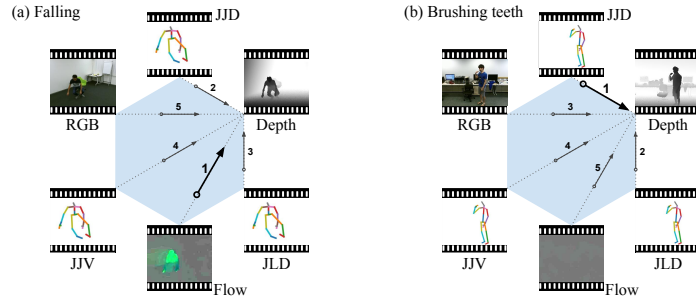 (a) Falling
JJD
RGB
Depth
2
5
4
3
1
JJV
JLD
Flow
(b) Brushing teeth
JJD
RGB
Depth
1
3
4
2
5
JJV
JLD
Flow